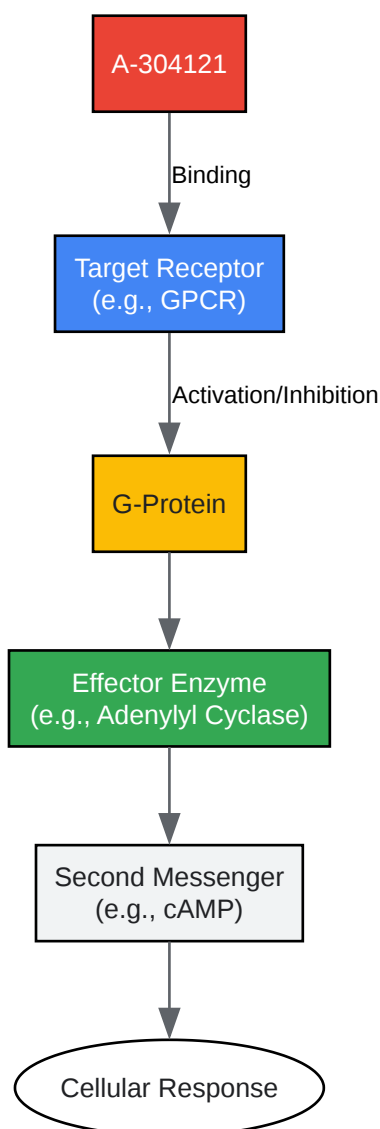 A-304121
Binding
Target Receptor
(e.g., GPCR)
Activation/Inhibition
G-Protein
Effector Enzyme
(e.g., Adenylyl Cyclase)
Second Messenger
(e.g., cAMP)
Cellular Response